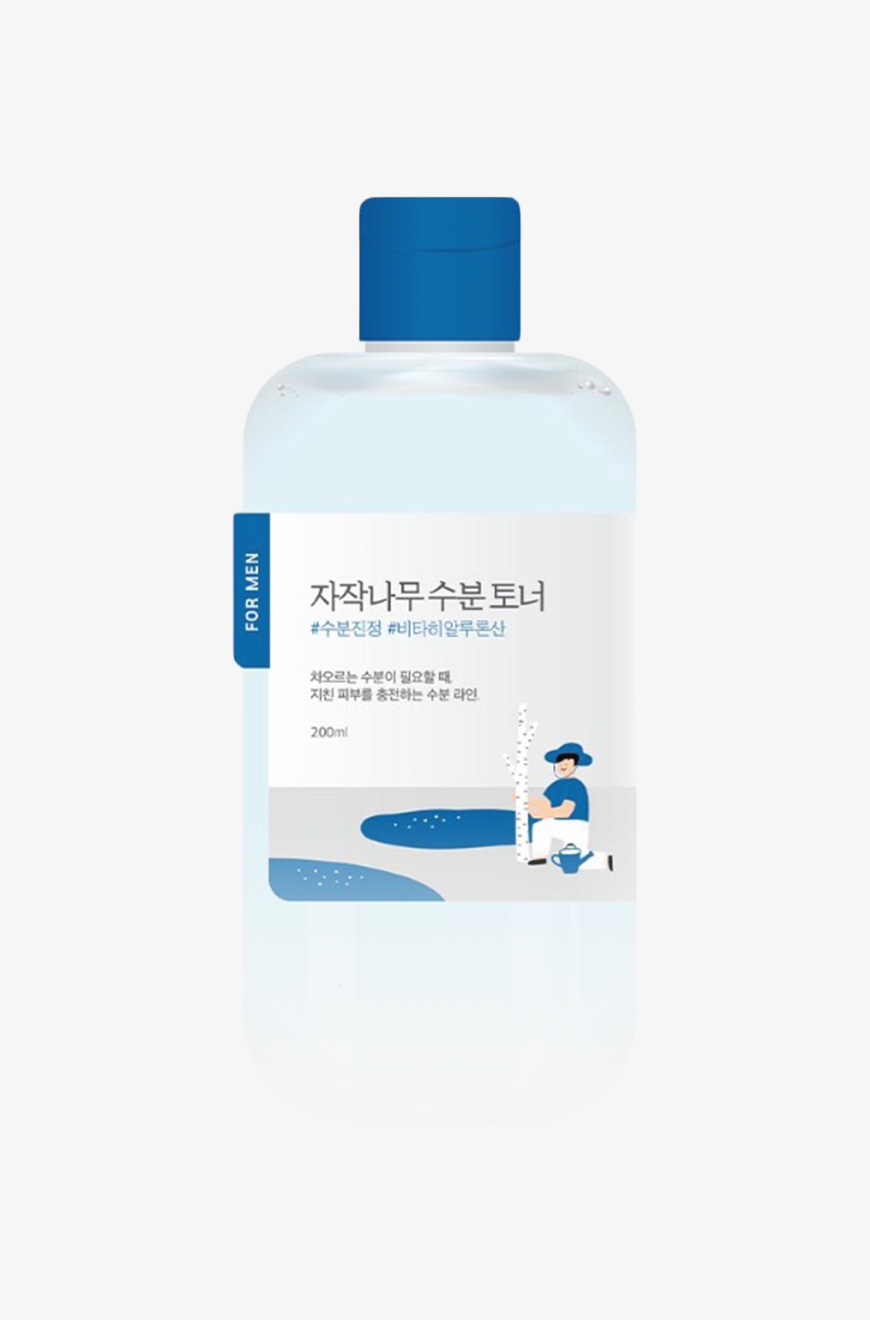 FOR MEN
자작나무 수분 토너
#수분진정 #비타히알루론산
차오르는 수분이 필요할 때,
지친 피부를 충전하는 수분 라인.
200ml